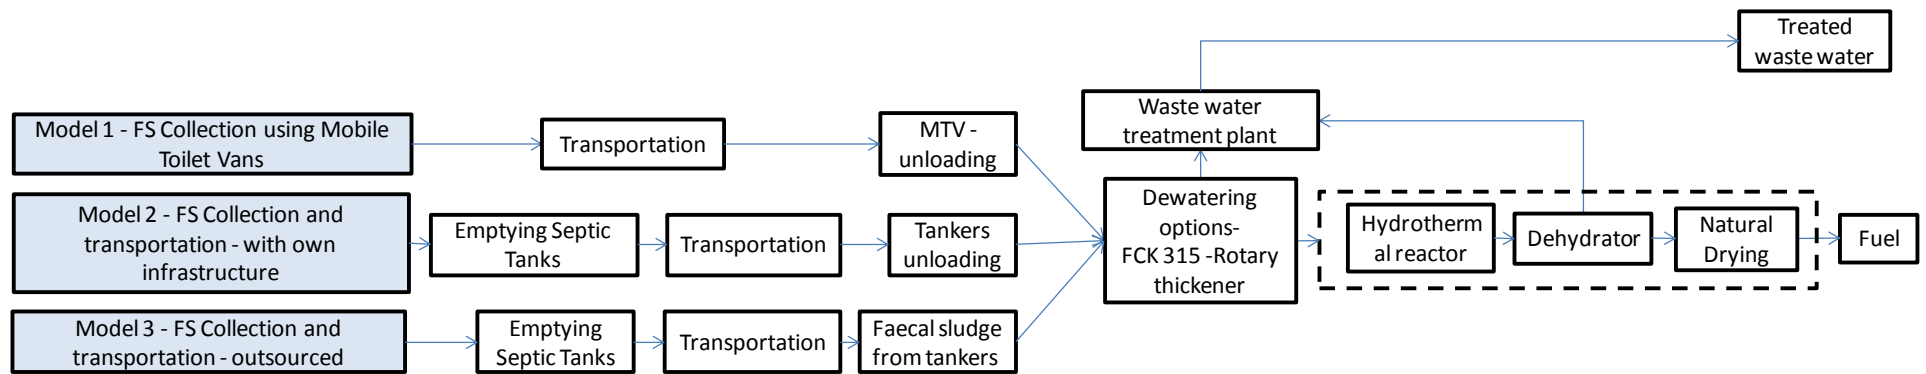 Treated
waste water
Waste water
treatment plant
Model 1 - FS Collection using Mobile
Toilet Vans
Transportation
MTV -
unloading
Model 2 - FS Collection and
transportation - with own
infrastructure
Emptying Septic
Tanks
Transportation
Tankers
unloading
Dewatering
options-
FCK 315 -Rotary
thickener
Hydrotherm
al reactor
Dehydrator
Natural
Drying
Fuel
Model 3 - FS Collection and
transportation - outsourced
Emptying
Septic Tanks
Transportation
Faecal sludge
from tankers